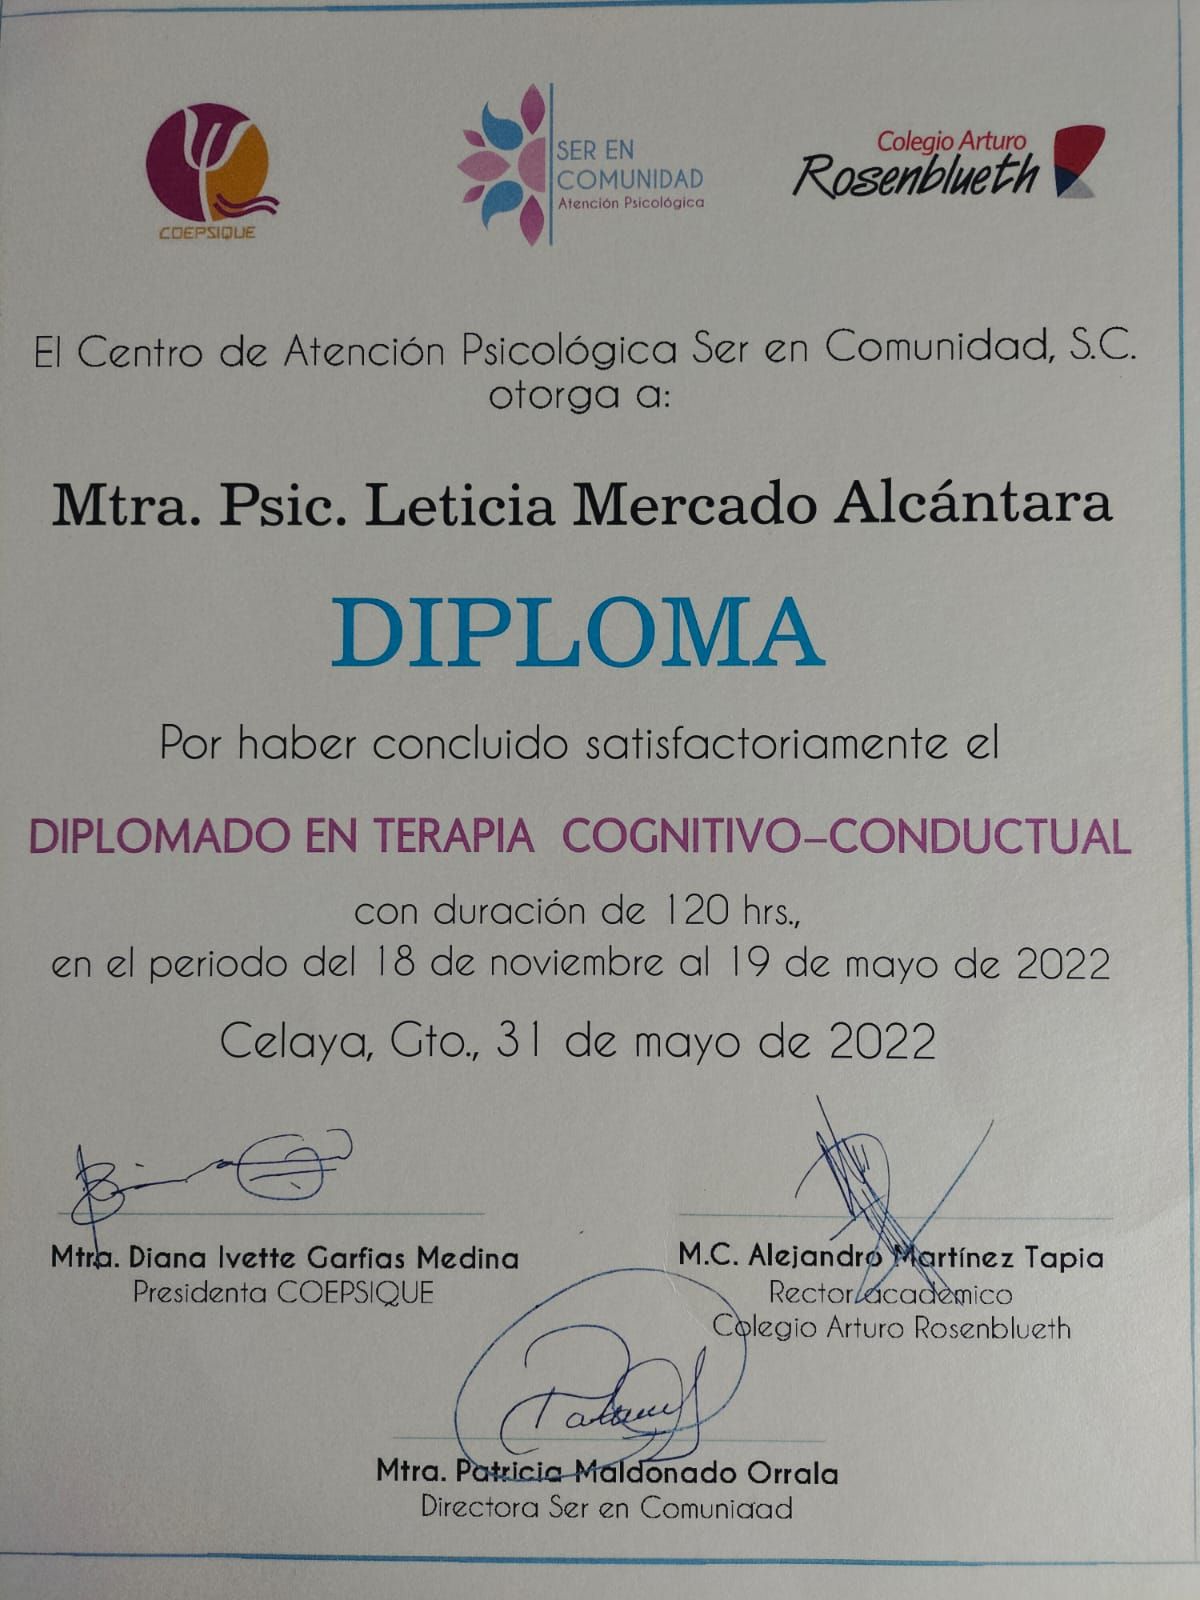 COEPSIQUE
SER EN
COMUNIDAD
Atención Psicológica
Colegio Arturo
Rosenblueth
El Centro de Atención Psicológica Ser en Comunidad, S.C.
otorga a:
Mtra. Psic. Leticia Mercado Alcántara
DIPLOMA
Por haber concluido satisfactoriamente el
DIPLOMADO EN TERAPIA COGNITIVO-CONDUCTUAL
con duración de 120 hrs.,
en el periodo del 18 de noviembre al 19 de mayo de 2022
Celaya, Gto., 31 de mayo de 2022
Mtra. Diana Ivette Garfias Medina
Presidenta COEPSIQUE
M.C. Alejandro Martínez Tapia
Rector académico
Colegio Arturo Rosenblueth
Mtra. Patricia Maldonado Orrala
Directora Ser en Comunidad